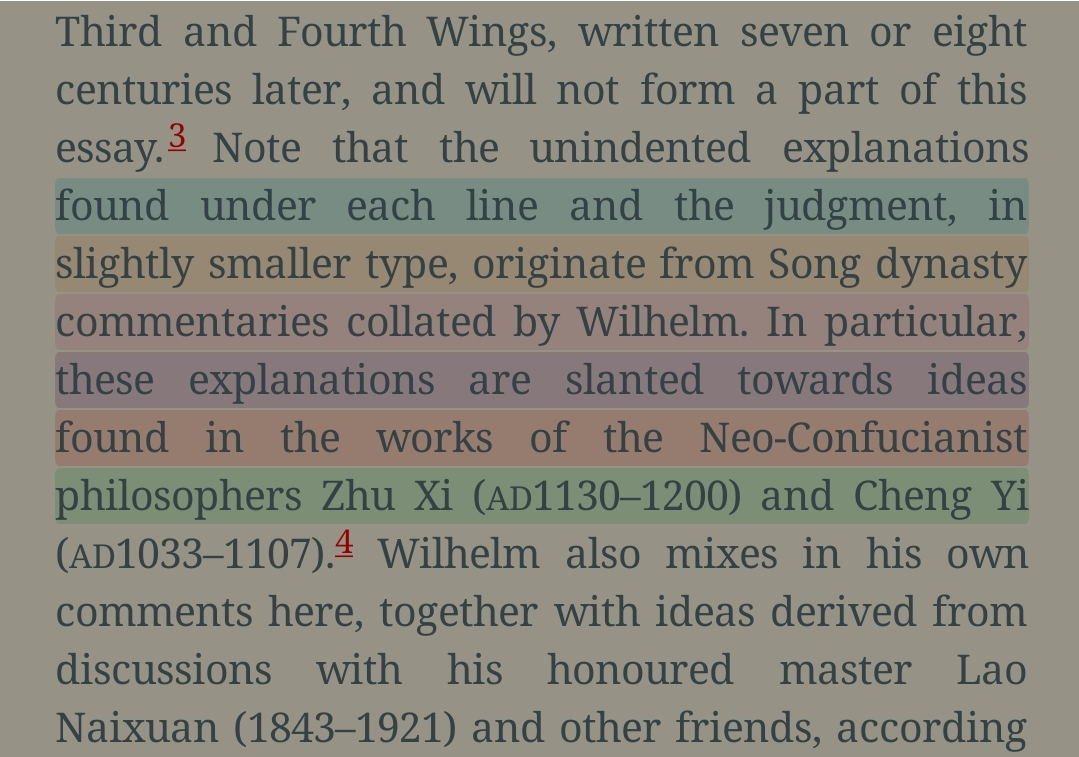 Third and Fourth Wings, written seven or eight
centuries later, and will not form a part of this
essay.3 Note that the unindented explanations
found under each line and the judgment, in
slightly smaller type, originate from Song dynasty
commentaries collated by Wilhelm. In particular,
these explanations are slanted towards ideas
found in the works of the Neo-Confucianist
philosophers Zhu Xi (AD1130–1200) and Cheng Yi
(AD1033–1107).4 Wilhelm also mixes in his own
comments here, together with ideas derived from
discussions with his honoured master Lao
Naixuan (1843–1921) and other friends, according